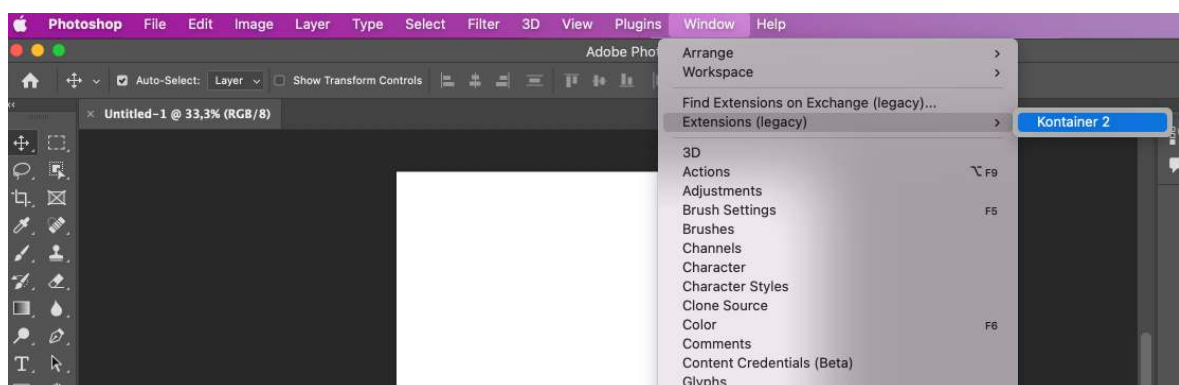 Photoshop File Edit Image Layer Type Select Filter 3D View Plugins Window Help
Adobe Phot
Auto-Select: Layer Show Transform Controls
× Untitled-1 @ 33,3% (RGB/8)
Arrange
Workspace
Find Extensions on Exchange (legacy)...
Extensions (legacy)
Kontainer 2
3D
Actions ⌥ F9
Adjustments
Brush Settings F5
Brushes
Channels
Character
Character Styles
Clone Source
Color F6
Comments
Content Credentials (Beta)
Glyphs